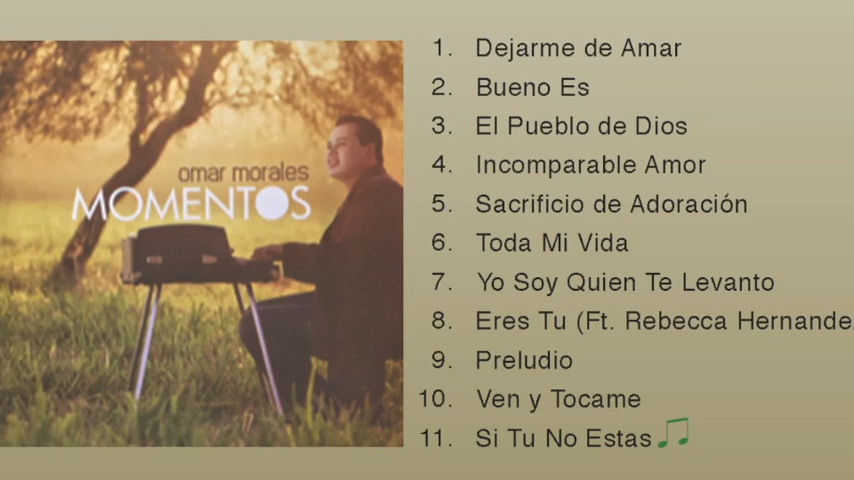 omar morales
MOMENTOS
1. Dejarme de Amar
2. Bueno Es
3. El Pueblo de Dios
4. Incomparable Amor
5. Sacrificio de Adoración
6. Toda Mi Vida
7. Yo Soy Quien Te Levanto
8. Eres Tu (Ft. Rebecca Hernande
9. Preludio
10. Ven y Tocame
11. Si Tu No Estas